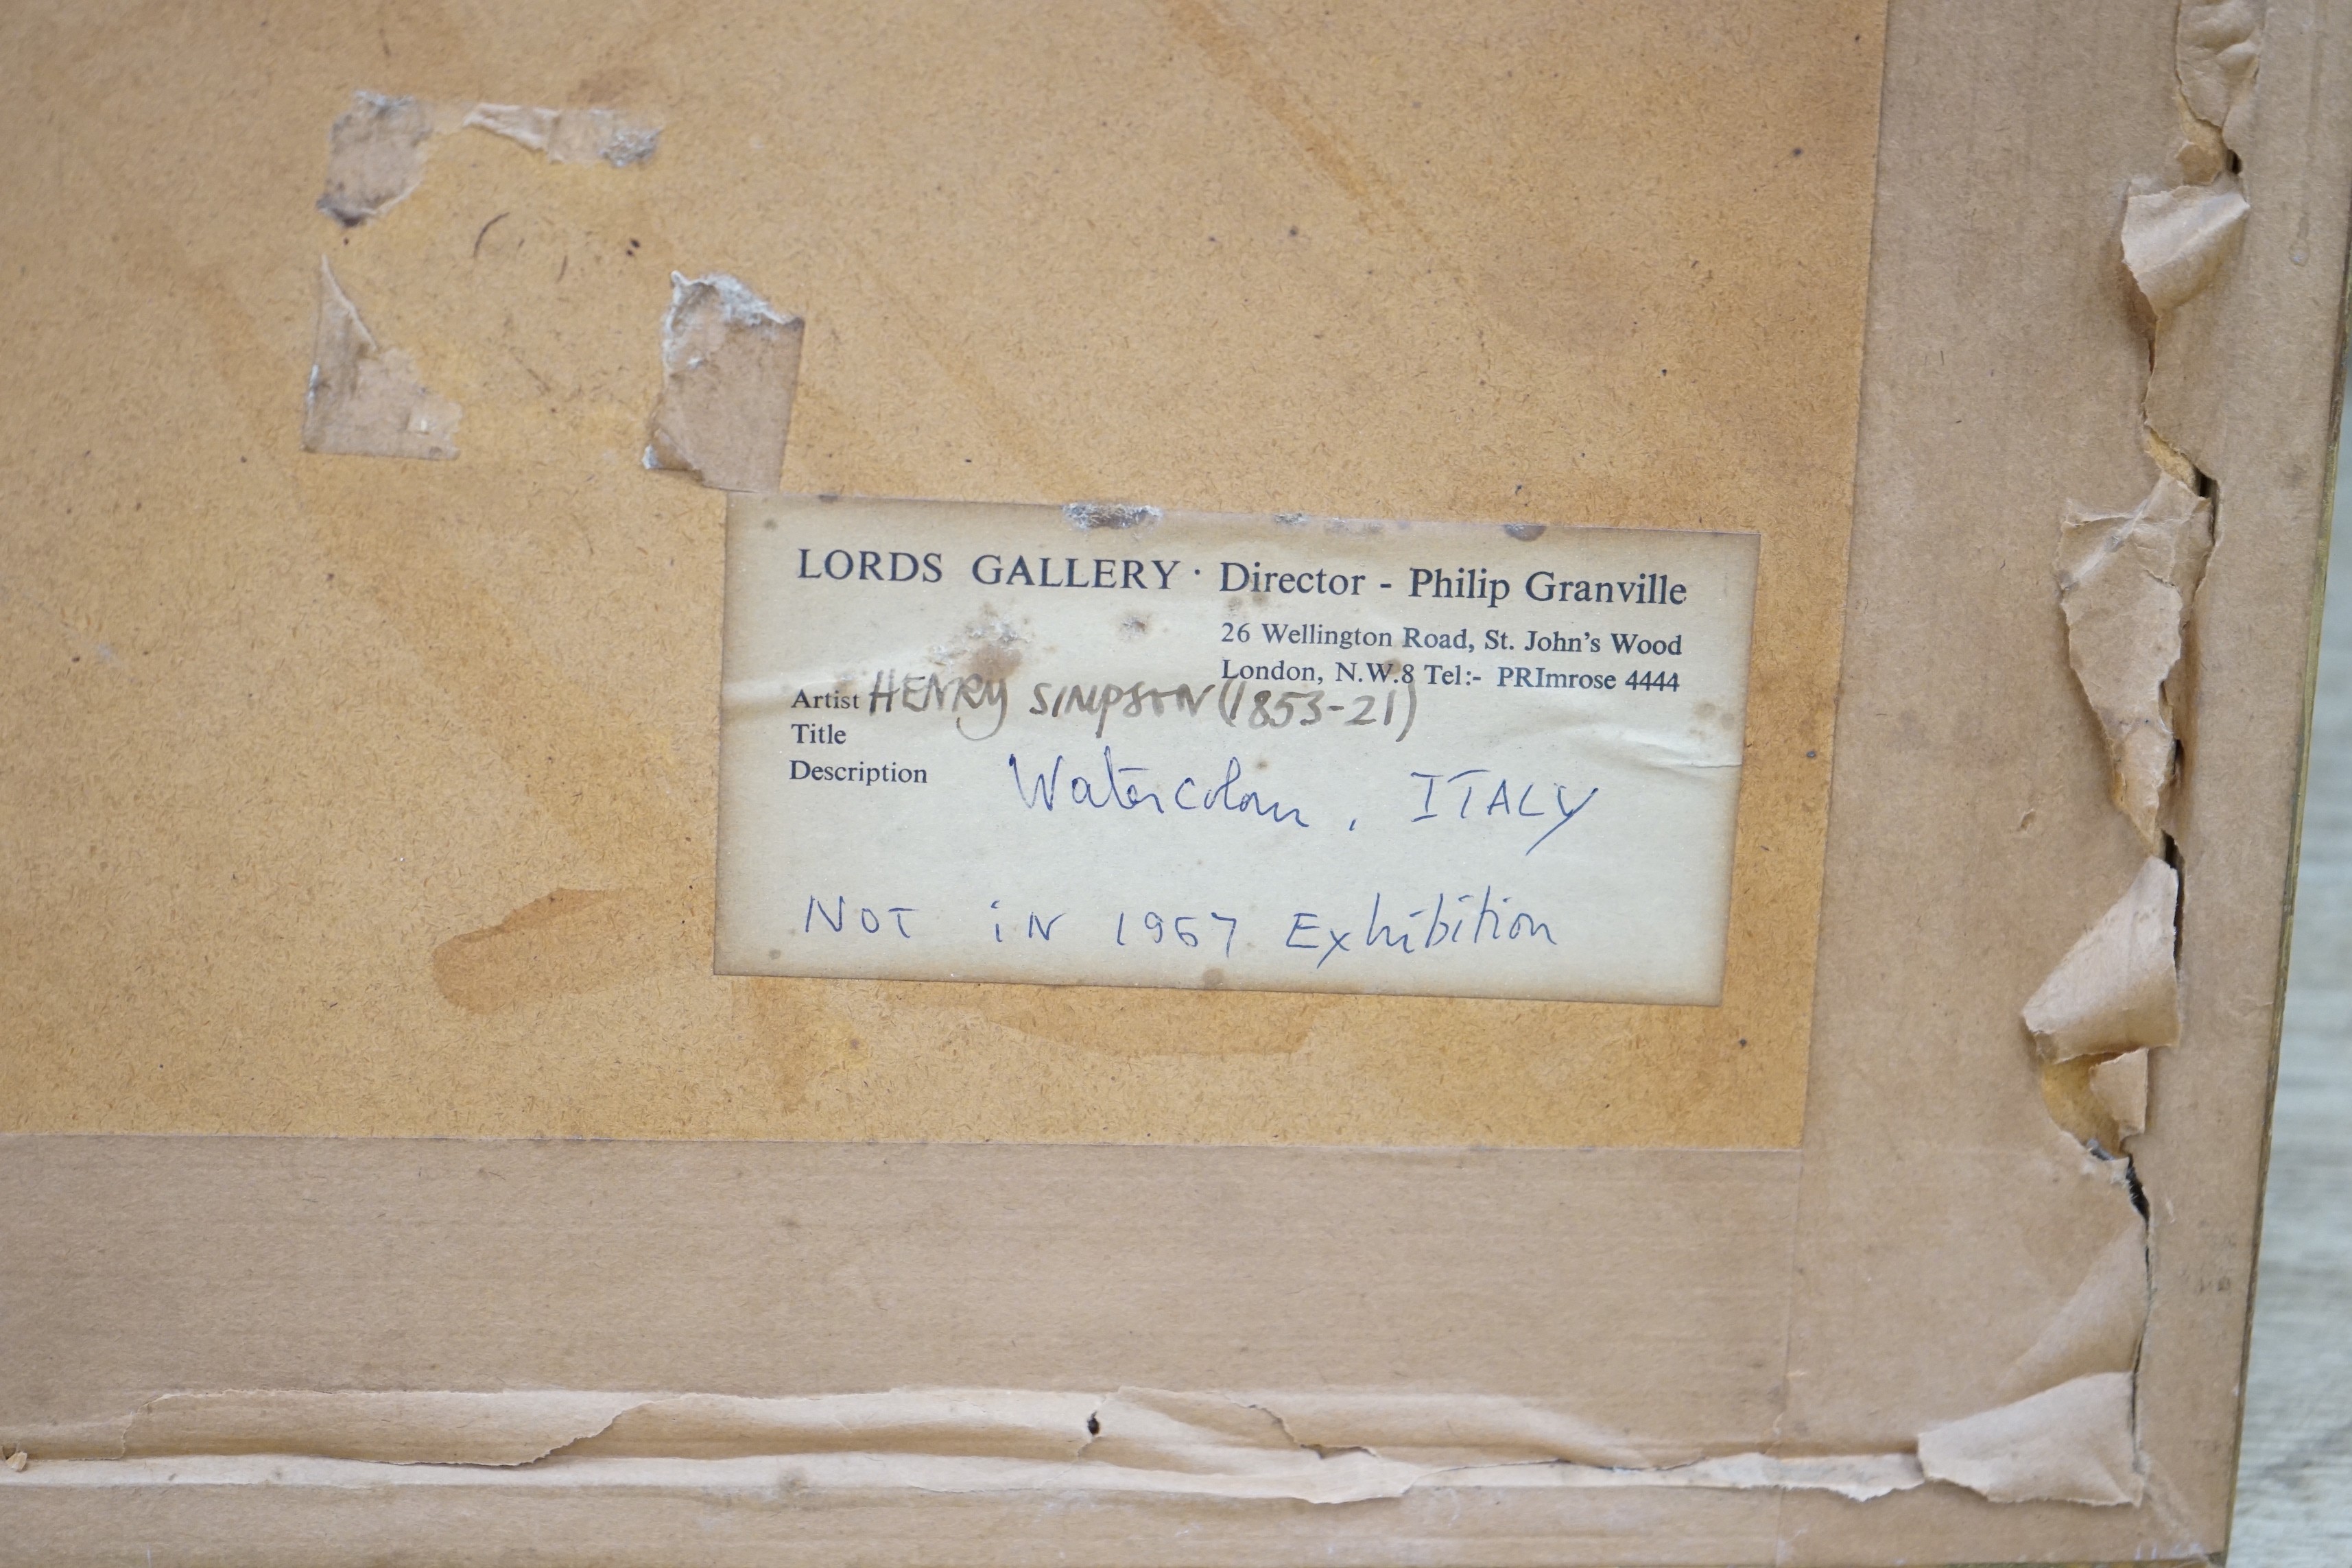 LORDS GALLERY · Director - Philip Granville
26 Wellington Road, St. John's Wood
London, N.W.8 Tel:- PRImrose 4444
Artist HENRY SIMPSON (1853-21)
Title
Description Watercolour, ITALY
NOT iN 1967 Exhibition